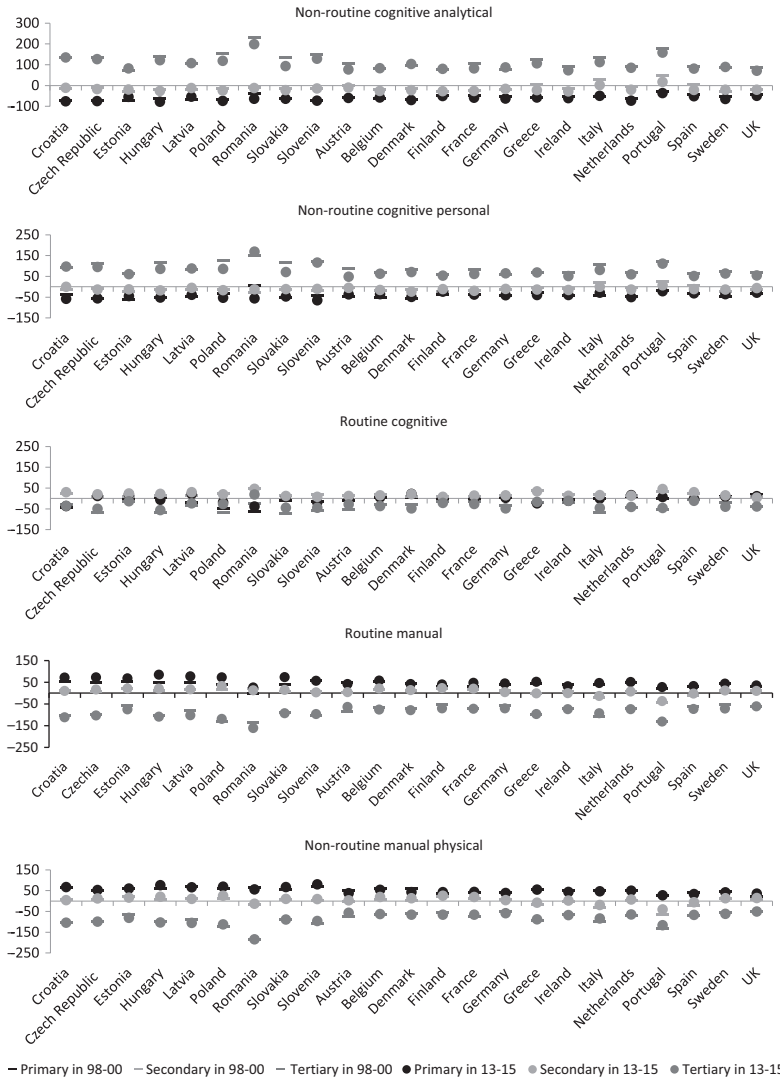 Non-routine cognitive analytical
300
200
100
0
−100
Croatia Czech Republic Estonia Hungary Latvia Poland Romania Slovakia Slovenia Austria Belgium Denmark Finland France Germany Greece Ireland Italy Netherlands Portugal Spain Sweden UK
Non-routine cognitive personal
250
150
50
−50
−150
Croatia Czech Republic Estonia Hungary Latvia Poland Romania Slovakia Slovenia Austria Belgium Denmark Finland France Germany Greece Ireland Italy Netherlands Portugal Spain Sweden UK
Routine cognitive
250
150
50
−50
−150
Croatia Czech Republic Estonia Hungary Latvia Poland Romania Slovakia Slovenia Austria Belgium Denmark Finland France Germany Greece Ireland Italy Netherlands Portugal Spain Sweden UK
Routine manual
150
50
−50
−150
−250
Croatia Czechia Estonia Hungary Latvia Poland Romania Slovakia Slovenia Austria Belgium Denmark Finland France Germany Greece Ireland Italy Netherlands Portugal Spain Sweden UK
Non-routine manual physical
150
50
−50
−150
−250
Croatia Czech Republic Estonia Hungary Latvia Poland Romania Slovakia Slovenia Austria Belgium Denmark Finland France Germany Greece Ireland Italy Netherlands Portugal Spain Sweden UK
Primary in 98-00 Secondary in 98-00 Tertiary in 98-00 Primary in 13-15 Secondary in 13-15 Tertiary in 13-15